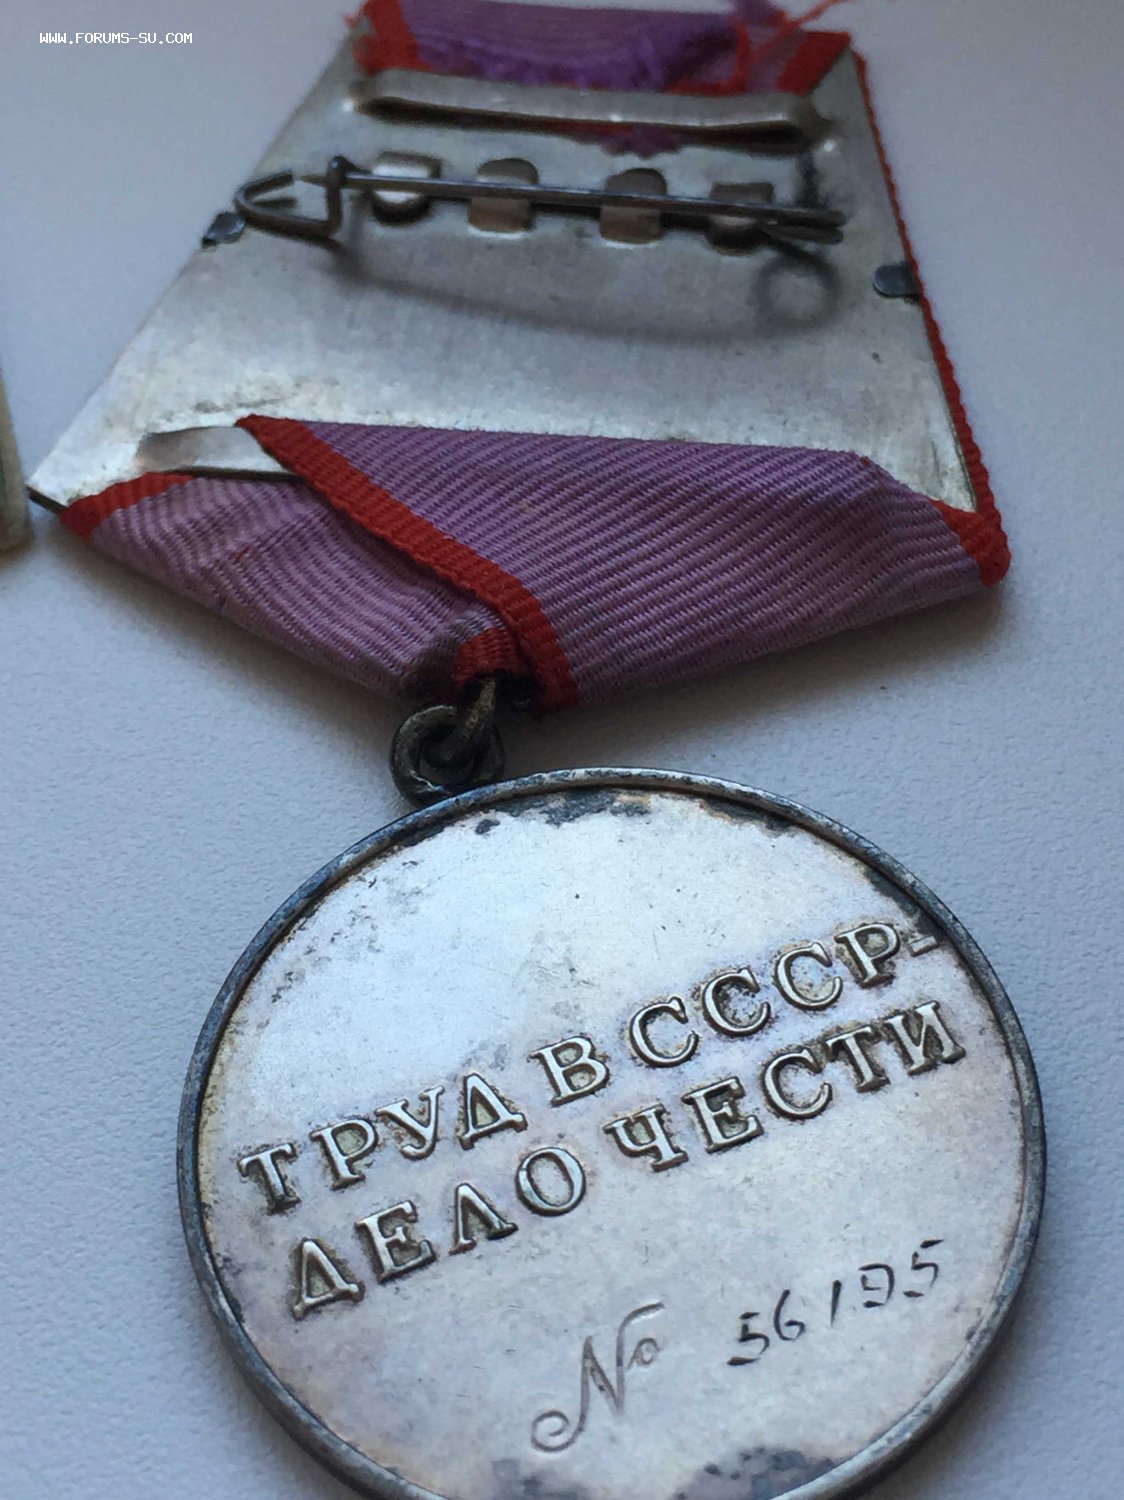 WWW.FORUMS-SU.COM
ТРУД В СССР-
ДЕЛО ЧЕСТИ
№ 56195